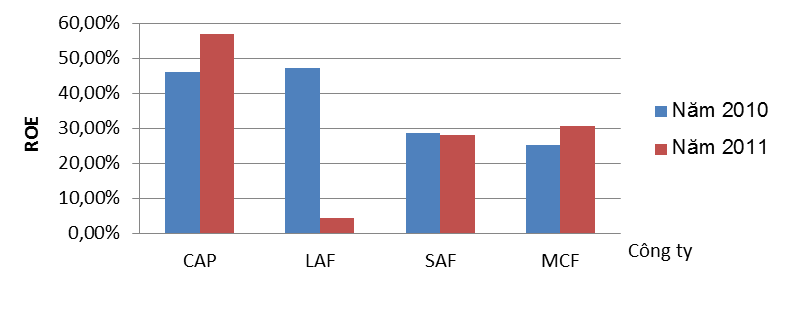 60,00%
50,00%
40,00%
30,00%
20,00%
10,00%
0,00%
ROE
CAP
LAF
SAF
MCF
Công ty
Năm 2010
Năm 2011